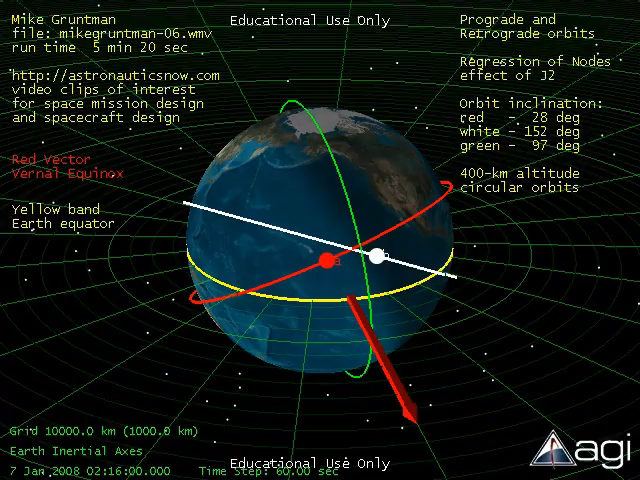 Mike Gruntman
file: mikegruntman-06.wmv
run time  5 min 20 sec
http://astronauticsnow.com
video clips of interest
for space mission design
and spacecraft design
Red Vector
Vernal Equinox
Yellow band
Earth equator
Educational Use Only
Prograde and
Retrograde orbits
Regression of Nodes
effect of J2
Orbit inclination:
red   -  28 deg
white - 152 deg
green -  97 deg
400-km altitude
circular orbits
Grid 10000.0 km (1000.0 km)
Earth Inertial Axes
7 Jan 2008 02:16:00.000    Time Step: 60.00 sec
Educational Use Only
agi